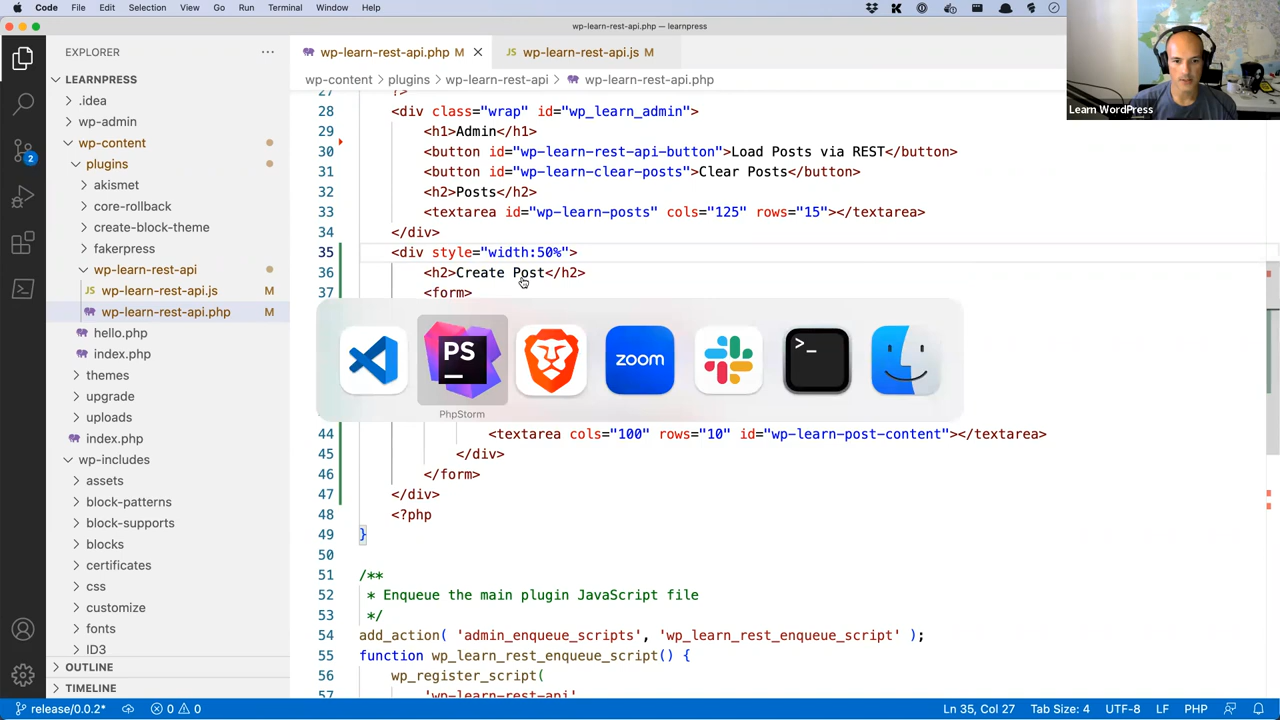 Code File Edit Selection View Go Run Terminal Window Help
wp-learn-rest-api.php — learnpress
EXPLORER
wp-learn-rest-api.php M
JS wp-learn-rest-api.js M
LEARNPRESS
wp-content > plugins > wp-learn-rest-api > wp-learn-rest-api.php
Learn WordPress
.idea
wp-admin
wp-content
plugins
akismet
core-rollback
create-block-theme
fakerpress
wp-learn-rest-api
JS wp-learn-rest-api.js M
wp-learn-rest-api.php M
hello.php
index.php
themes
upgrade
uploads
index.php
wp-includes
assets
block-patterns
block-supports
blocks
certificates
css
customize
fonts
ID3
OUTLINE
TIMELINE
2
27 ?>
28 <div class="wrap" id="wp_learn_admin">
29 <h1>Admin</h1>
30 <button id="wp-learn-rest-api-button">Load Posts via REST</button>
31 <button id="wp-learn-clear-posts">Clear Posts</button>
32 <h2>Posts</h2>
33 <textarea id="wp-learn-posts" cols="125" rows="15"></textarea>
34 </div>
35 <div style="width:50%">
36 <h2>Create Post</h2>
37 <form>
PS
zoom
>_
PhpStorm
44 <textarea cols="100" rows="10" id="wp-learn-post-content"></textarea>
45 </div>
46 </form>
47 </div>
48 <?php
49 }
50
51 /**
52 * Enqueue the main plugin JavaScript file
53 */
54 add_action( 'admin_enqueue_scripts', 'wp_learn_rest_enqueue_script' );
55 function wp_learn_rest_enqueue_script() {
56 wp_register_script(
57 'wp-learn-rest-api'
release/0.0.2* 0 0 Ln 35, Col 27 Tab Size: 4 UTF-8 LF PHP